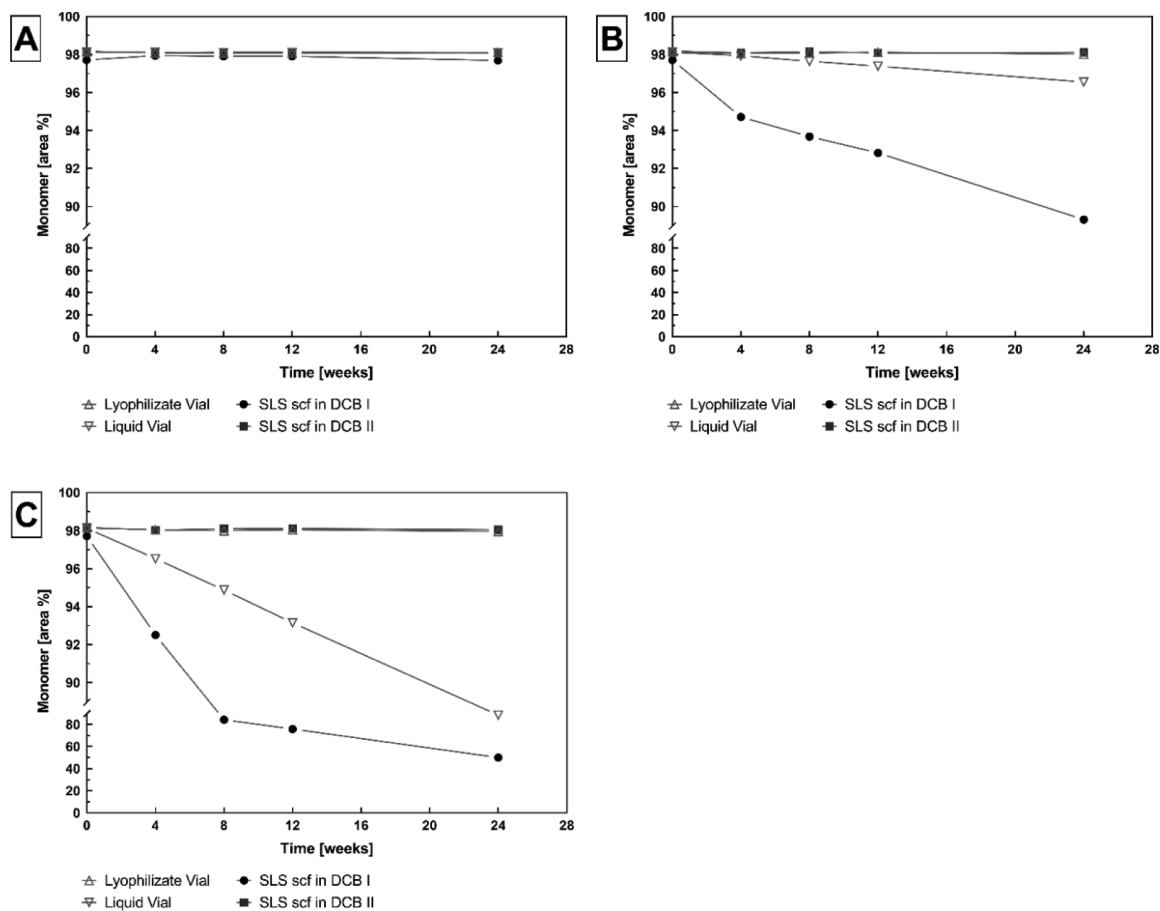 A
Monomer [area %]
100
98
96
94
92
90
80
60
40
20
0
0 4 8 12 16 20 24 28
Time [weeks]
Lyophilizate Vial SLS scf in DCB I
Liquid Vial SLS scf in DCB II
B
Monomer [area %]
100
98
96
94
92
90
80
60
40
20
0
0 4 8 12 16 20 24 28
Time [weeks]
Lyophilizate Vial SLS scf in DCB I
Liquid Vial SLS scf in DCB II
C
Monomer [area %]
100
98
96
94
92
90
80
60
40
20
0
0 4 8 12 16 20 24 28
Time [weeks]
Lyophilizate Vial SLS scf in DCB I
Liquid Vial SLS scf in DCB II